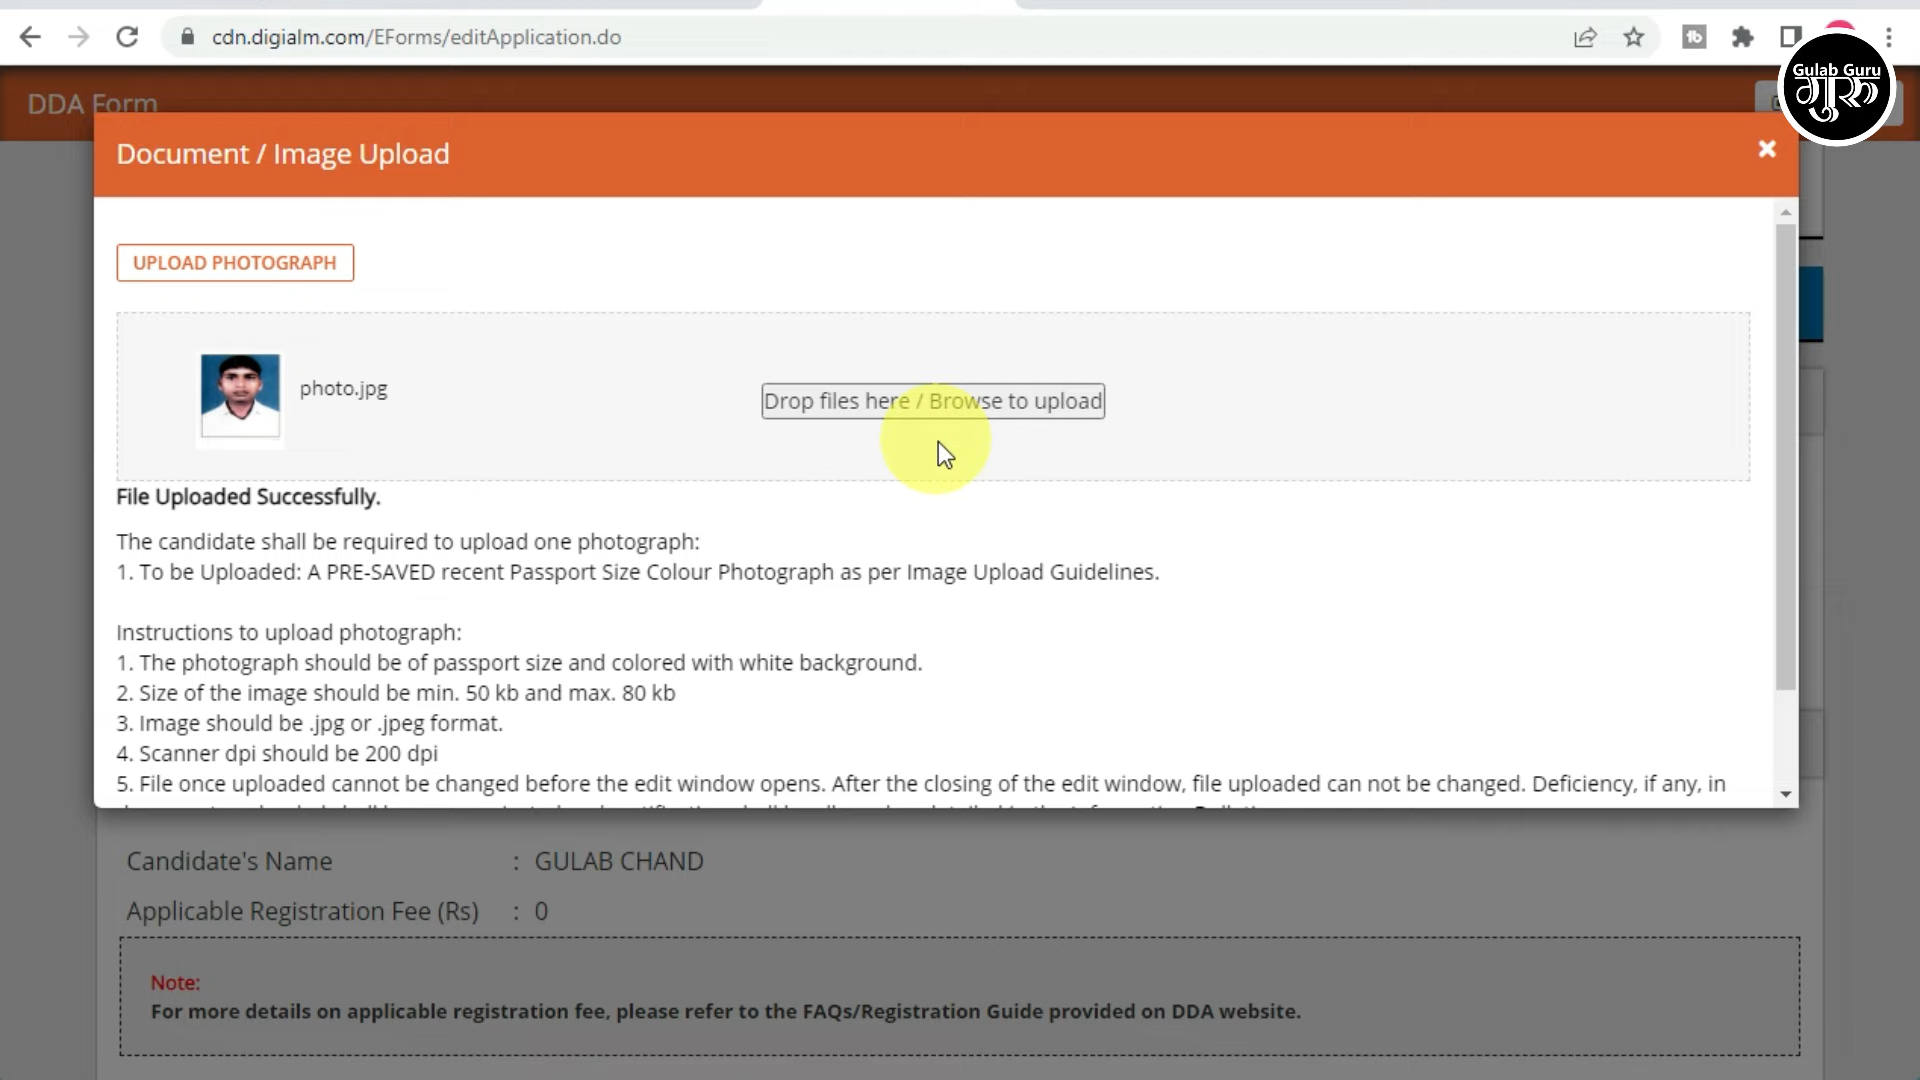 cdn.digialm.com/EForms/editApplication.do
Gulab Guru
गुरु
DDA Form
Document / Image Upload
UPLOAD PHOTOGRAPH
photo.jpg
Drop files here / Browse to upload
File Uploaded Successfully.
The candidate shall be required to upload one photograph:
1. To be Uploaded: A PRE-SAVED recent Passport Size Colour Photograph as per Image Upload Guidelines.
Instructions to upload photograph:
1. The photograph should be of passport size and colored with white background.
2. Size of the image should be min. 50 kb and max. 80 kb
3. Image should be .jpg or .jpeg format.
4. Scanner dpi should be 200 dpi
5. File once uploaded cannot be changed before the edit window opens. After the closing of the edit window, file uploaded can not be changed. Deficiency, if any, in
Candidate's Name : GULAB CHAND
Applicable Registration Fee (Rs) : 0
Note:
For more details on applicable registration fee, please refer to the FAQs/Registration Guide provided on DDA website.